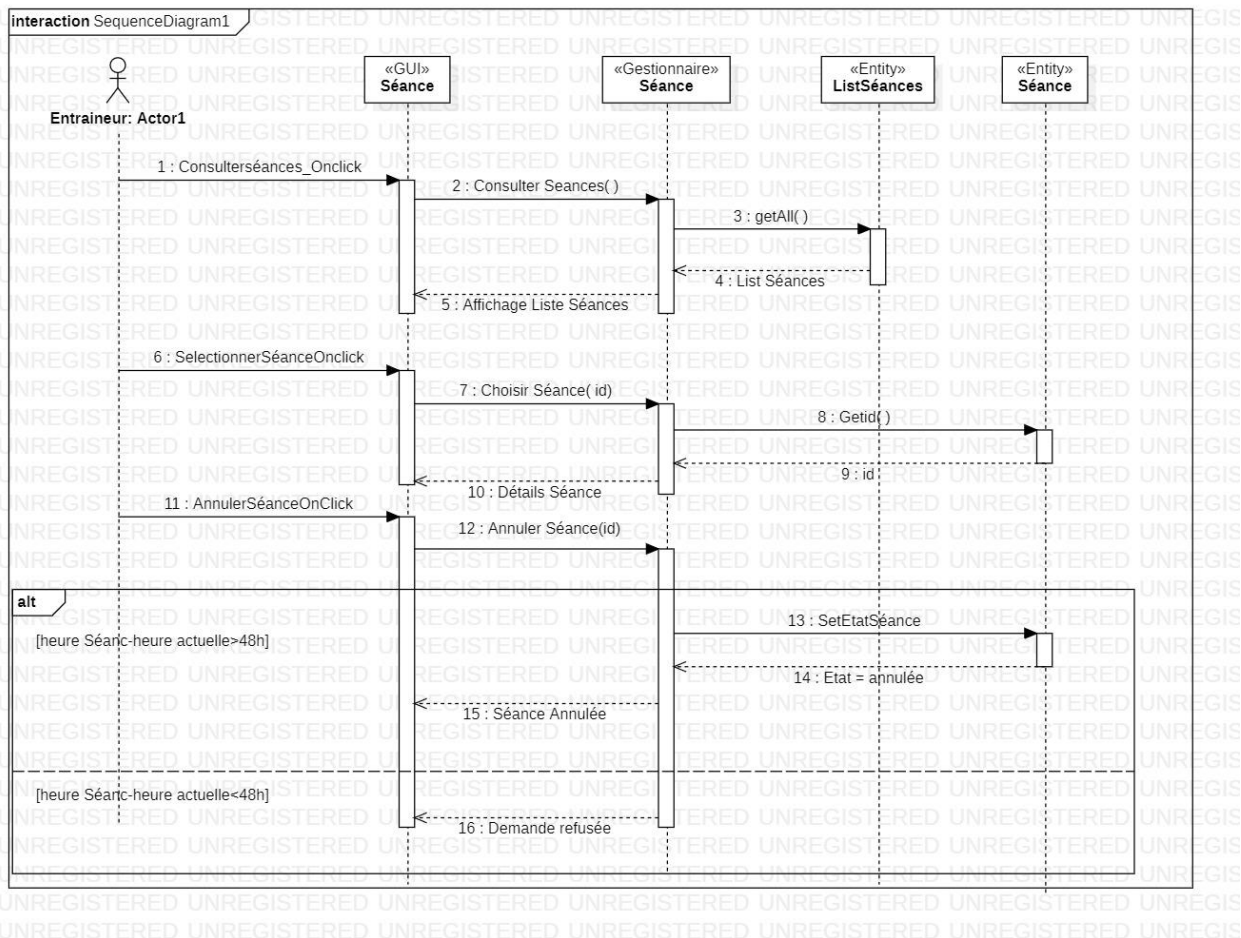 interaction SequenceDiagram1
Entraineur: Actor1
«GUI»
Séance
«Gestionnaire»
Séance
«Entity»
ListSéances
«Entity»
Séance
1 : Consulterséances_Onclick
2 : Consulter Seances( )
3 : getAll( )
4 : List Séances
5 : Affichage Liste Séances
6 : SelectionnerSéanceOnclick
7 : Choisir Séance( id)
8 : Getid( )
9 : id
10 : Détails Séance
11 : AnnulerSéanceOnClick
12 : Annuler Séance(id)
alt
[heure Séanc-heure actuelle>48h]
13 : SetEtatSéance
14 : Etat = annulée
15 : Séance Annulée
[heure Séanc-heure actuelle<48h]
16 : Demande refusée
UNREGISTERED